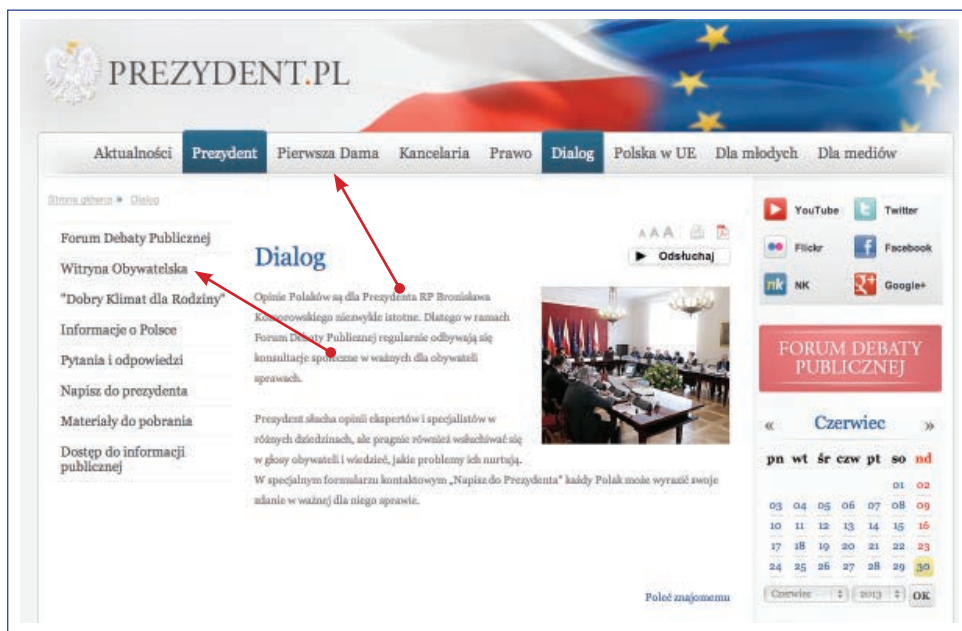 PREZYDENT.PL
Aktualności Prezydent Pierwsza Dama Kancelaria Prawo Dialog Polska w UE Dla młodych Dla mediów
Strona główna » Dialog
Forum Debaty Publicznej
Witryna Obywatelska
"Dobry Klimat dla Rodziny"
Informacje o Polsce
Pytania i odpowiedzi
Napisz do prezydenta
Materiały do pobrania
Dostęp do informacji
publicznej
A A A
Odsłuchaj
Dialog
Opinie Polaków są dla Prezydenta RP Bronisława
Komorowskiego niezwykle istotne. Dlatego w ramach
Forum Debaty Publicznej regularnie odbywają się
konsultacje społeczne w ważnych dla obywateli
sprawach.
Prezydent słucha opinii ekspertów i specjalistów w
różnych dziedzinach, ale pragnie również wsłuchiwać się
w głosy obywateli i wiedzieć, jakie problemy ich nurtują.
W specjalnym formularzu kontaktowym „Napisz do Prezydenta" każdy Polak może wyrazić swoje
zdanie w ważnej dla niego sprawie.
Poleć znajomemu
YouTube Twitter
Flickr Facebook
nk NK Google+
FORUM DEBATY
PUBLICZNEJ
« Czerwiec »
pn wt śr czw pt so nd
01 02
03 04 05 06 07 08 09
10 11 12 13 14 15 16
17 18 19 20 21 22 23
24 25 26 27 28 29 30
Czerwiec 2013 OK